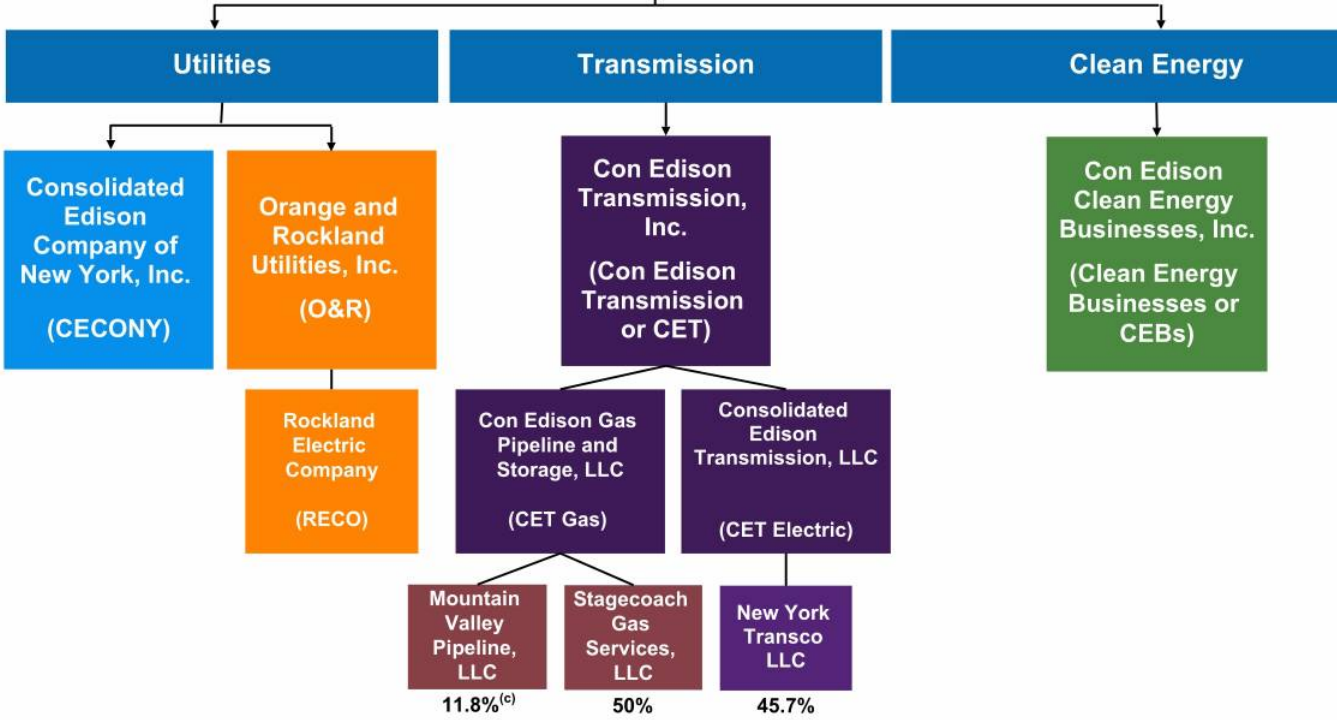 Utilities
Transmission
Clean Energy
Consolidated
Edison
Company of
New York, Inc.
(CECONY)
Orange and
Rockland
Utilities, Inc.
(O&R)
Con Edison
Transmission,
Inc.
(Con Edison
Transmission
or CET)
Con Edison
Clean Energy
Businesses, Inc.
(Clean Energy
Businesses or
CEBs)
Rockland
Electric
Company
(RECO)
Con Edison Gas
Pipeline and
Storage, LLC
(CET Gas)
Consolidated
Edison
Transmission, LLC
(CET Electric)
Mountain
Valley
Pipeline,
LLC
11.8%(c)
Stagecoach
Gas
Services,
LLC
50%
New York
Transco
LLC
45.7%